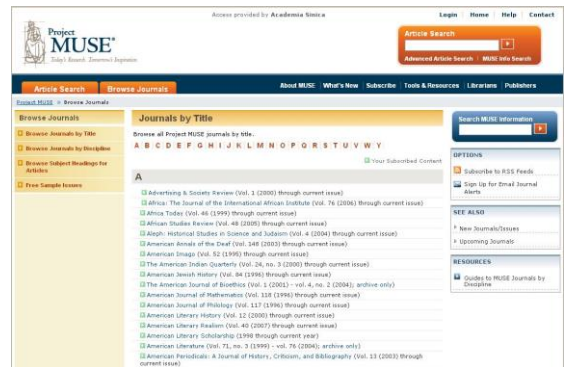 Access provided by Academia Sinica
Login | Home | Help | Contact
Project
MUSE®
Today's Research. Tomorrow's Inspiration.
Article Search
Advanced Article Search | MUSE Info Search
Article Search
Browse Journals
About MUSE | What's New | Subscribe | Tools & Resources | Librarians | Publishers
Project MUSE » Browse Journals
Browse Journals
Browse Journals by Title
Browse Journals by Discipline
Browse Subject Headings for
Articles
Free Sample Issues
Journals by Title
Browse all Project MUSE journals by title.
A B C D E F G H I J K L M N O P Q R S T U V W Y
Your Subscribed Content
A
Advertising & Society Review (Vol. 1 (2000) through current issue)
Africa: The Journal of the International African Institute (Vol. 76 (2006) through current issue)
Africa Today (Vol. 46 (1999) through current issue)
African Studies Review (Vol. 48 (2005) through current issue)
Aleph: Historical Studies in Science and Judaism (Vol. 4 (2004) through current issue)
American Annals of the Deaf (Vol. 148 (2003) through current issue)
American Imago (Vol. 52 (1995) through current issue)
The American Indian Quarterly (Vol. 24, no. 3 (2000) through current issue)
American Jewish History (Vol. 84 (1996) through current issue)
The American Journal of Bioethics (Vol. 1 (2001) - vol. 4, no. 2 (2004); archive only)
American Journal of Mathematics (Vol. 118 (1996) through current issue)
American Journal of Philology (Vol. 117 (1996) through current issue)
American Literary History (Vol. 12 (2000) through current issue)
American Literary Realism (Vol. 40 (2007) through current issue)
American Literary Scholarship (1998 through current year)
American Literature (Vol. 71, no. 3 (1999) - vol. 76 (2004); archive only)
American Periodicals: A Journal of History, Criticism, and Bibliography (Vol. 13 (2003) through
current issue)
Search MUSE Information
OPTIONS
Subscribe to RSS Feeds
Sign Up for Email Journal
Alerts
SEE ALSO
New Journals/Issues
Upcoming Journals
RESOURCES
Guides to MUSE Journals by
Discipline